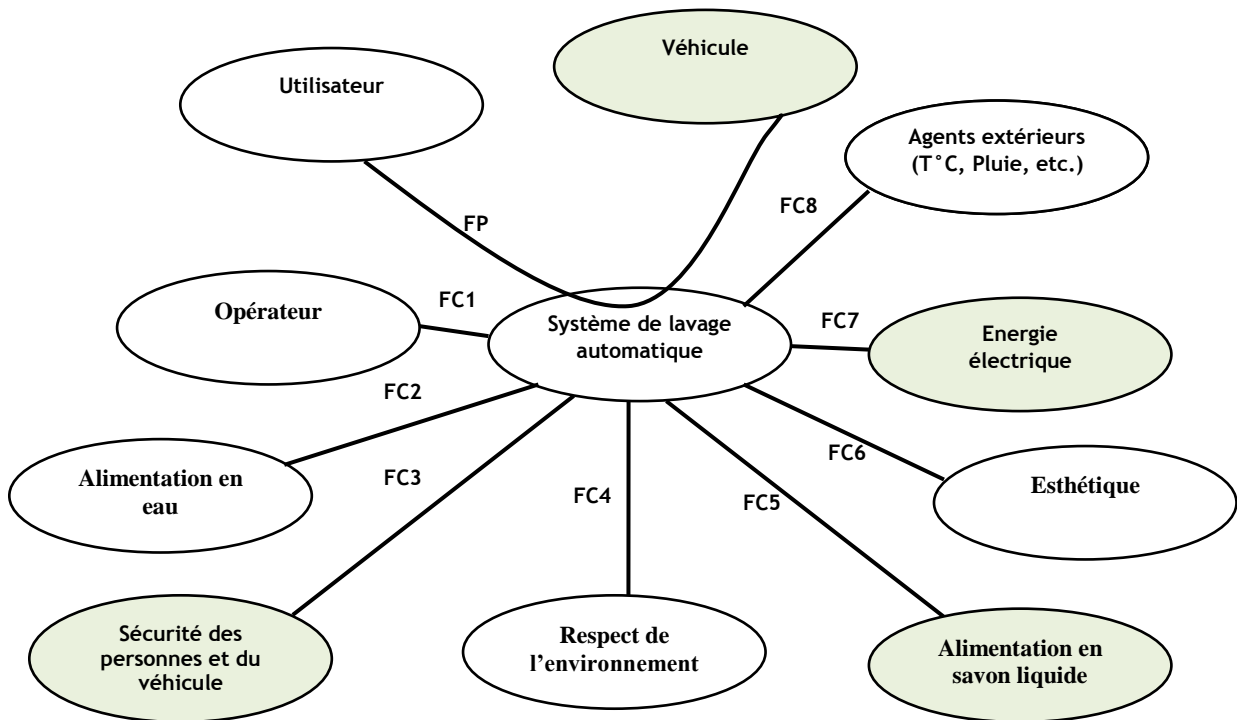 Véhicule
Utilisateur
Agents extérieurs
(T°C, Pluie, etc.)
FC8
FP
Opérateur
FC1
Système de lavage
automatique
FC7
Energie
électrique
FC2
Alimentation en
eau
FC3
FC4
FC5
FC6
Esthétique
Sécurité des
personnes et du
véhicule
Respect de
l'environnement
Alimentation en
savon liquide